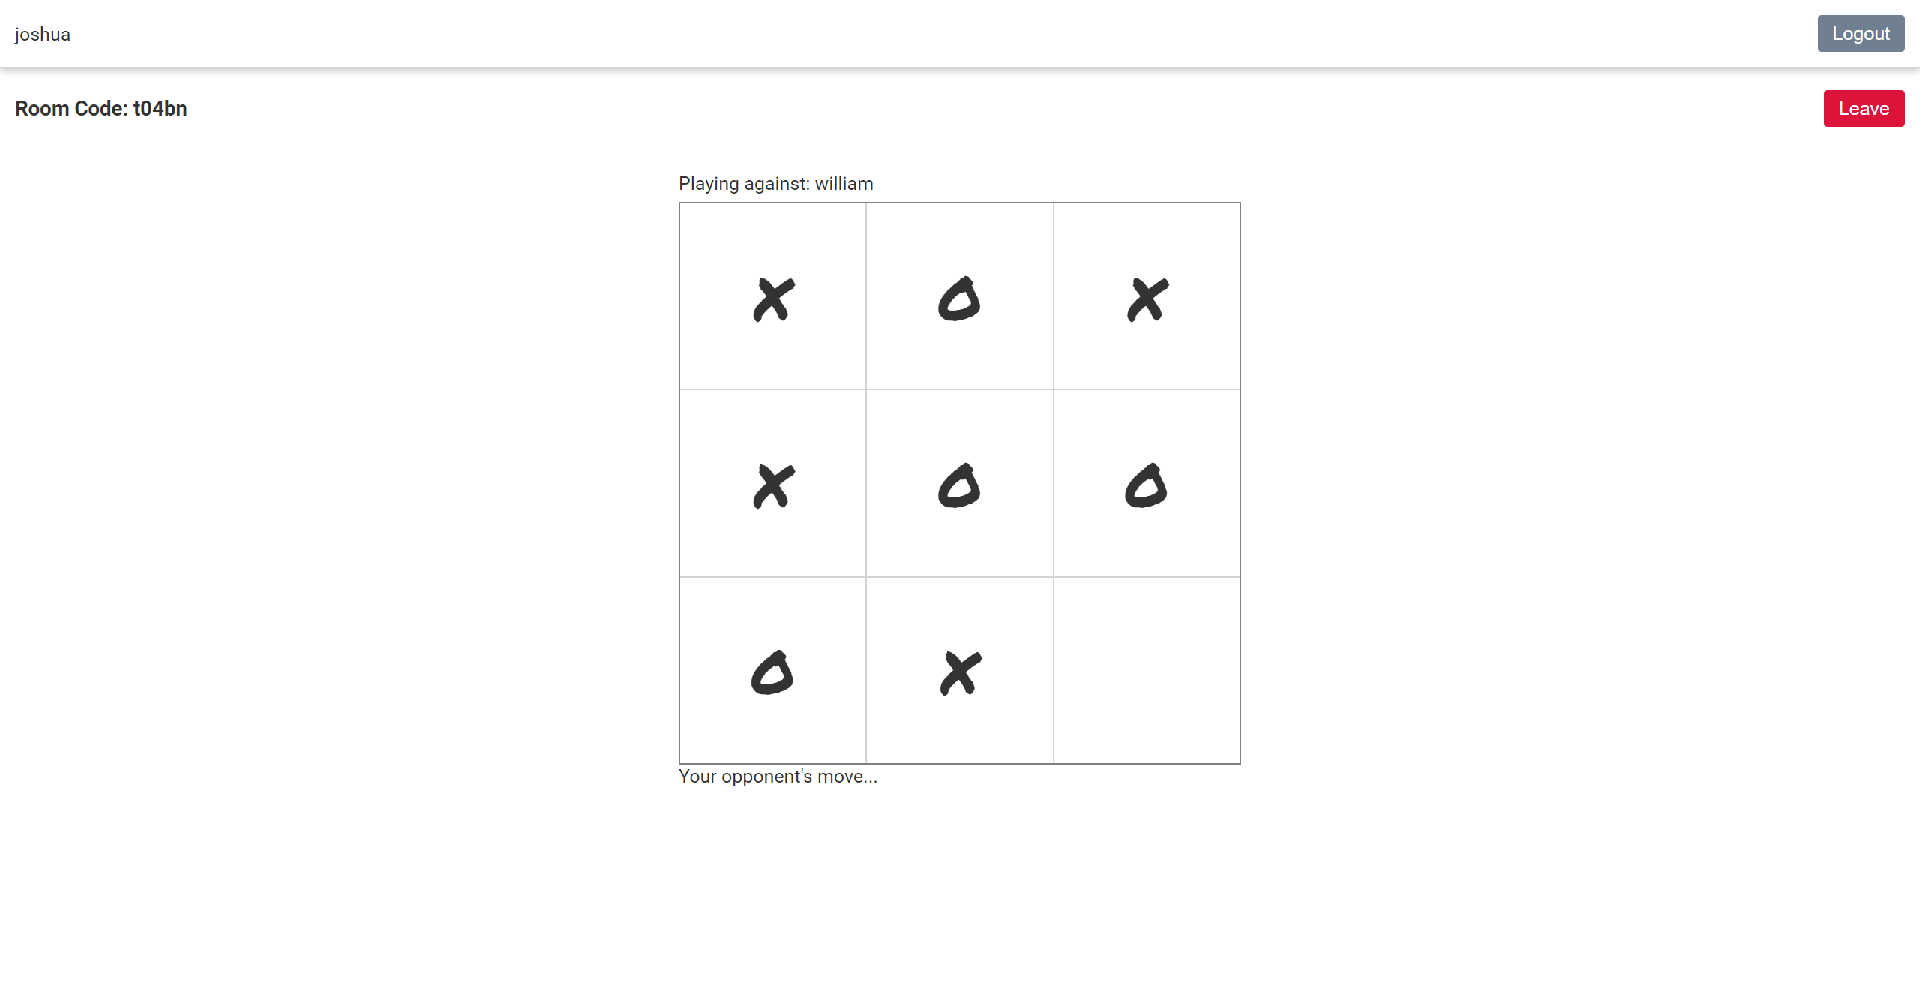 joshua
Logout
Room Code: t04bn
Leave
Playing against: william
X O X
X O O
O X
Your opponent's move...